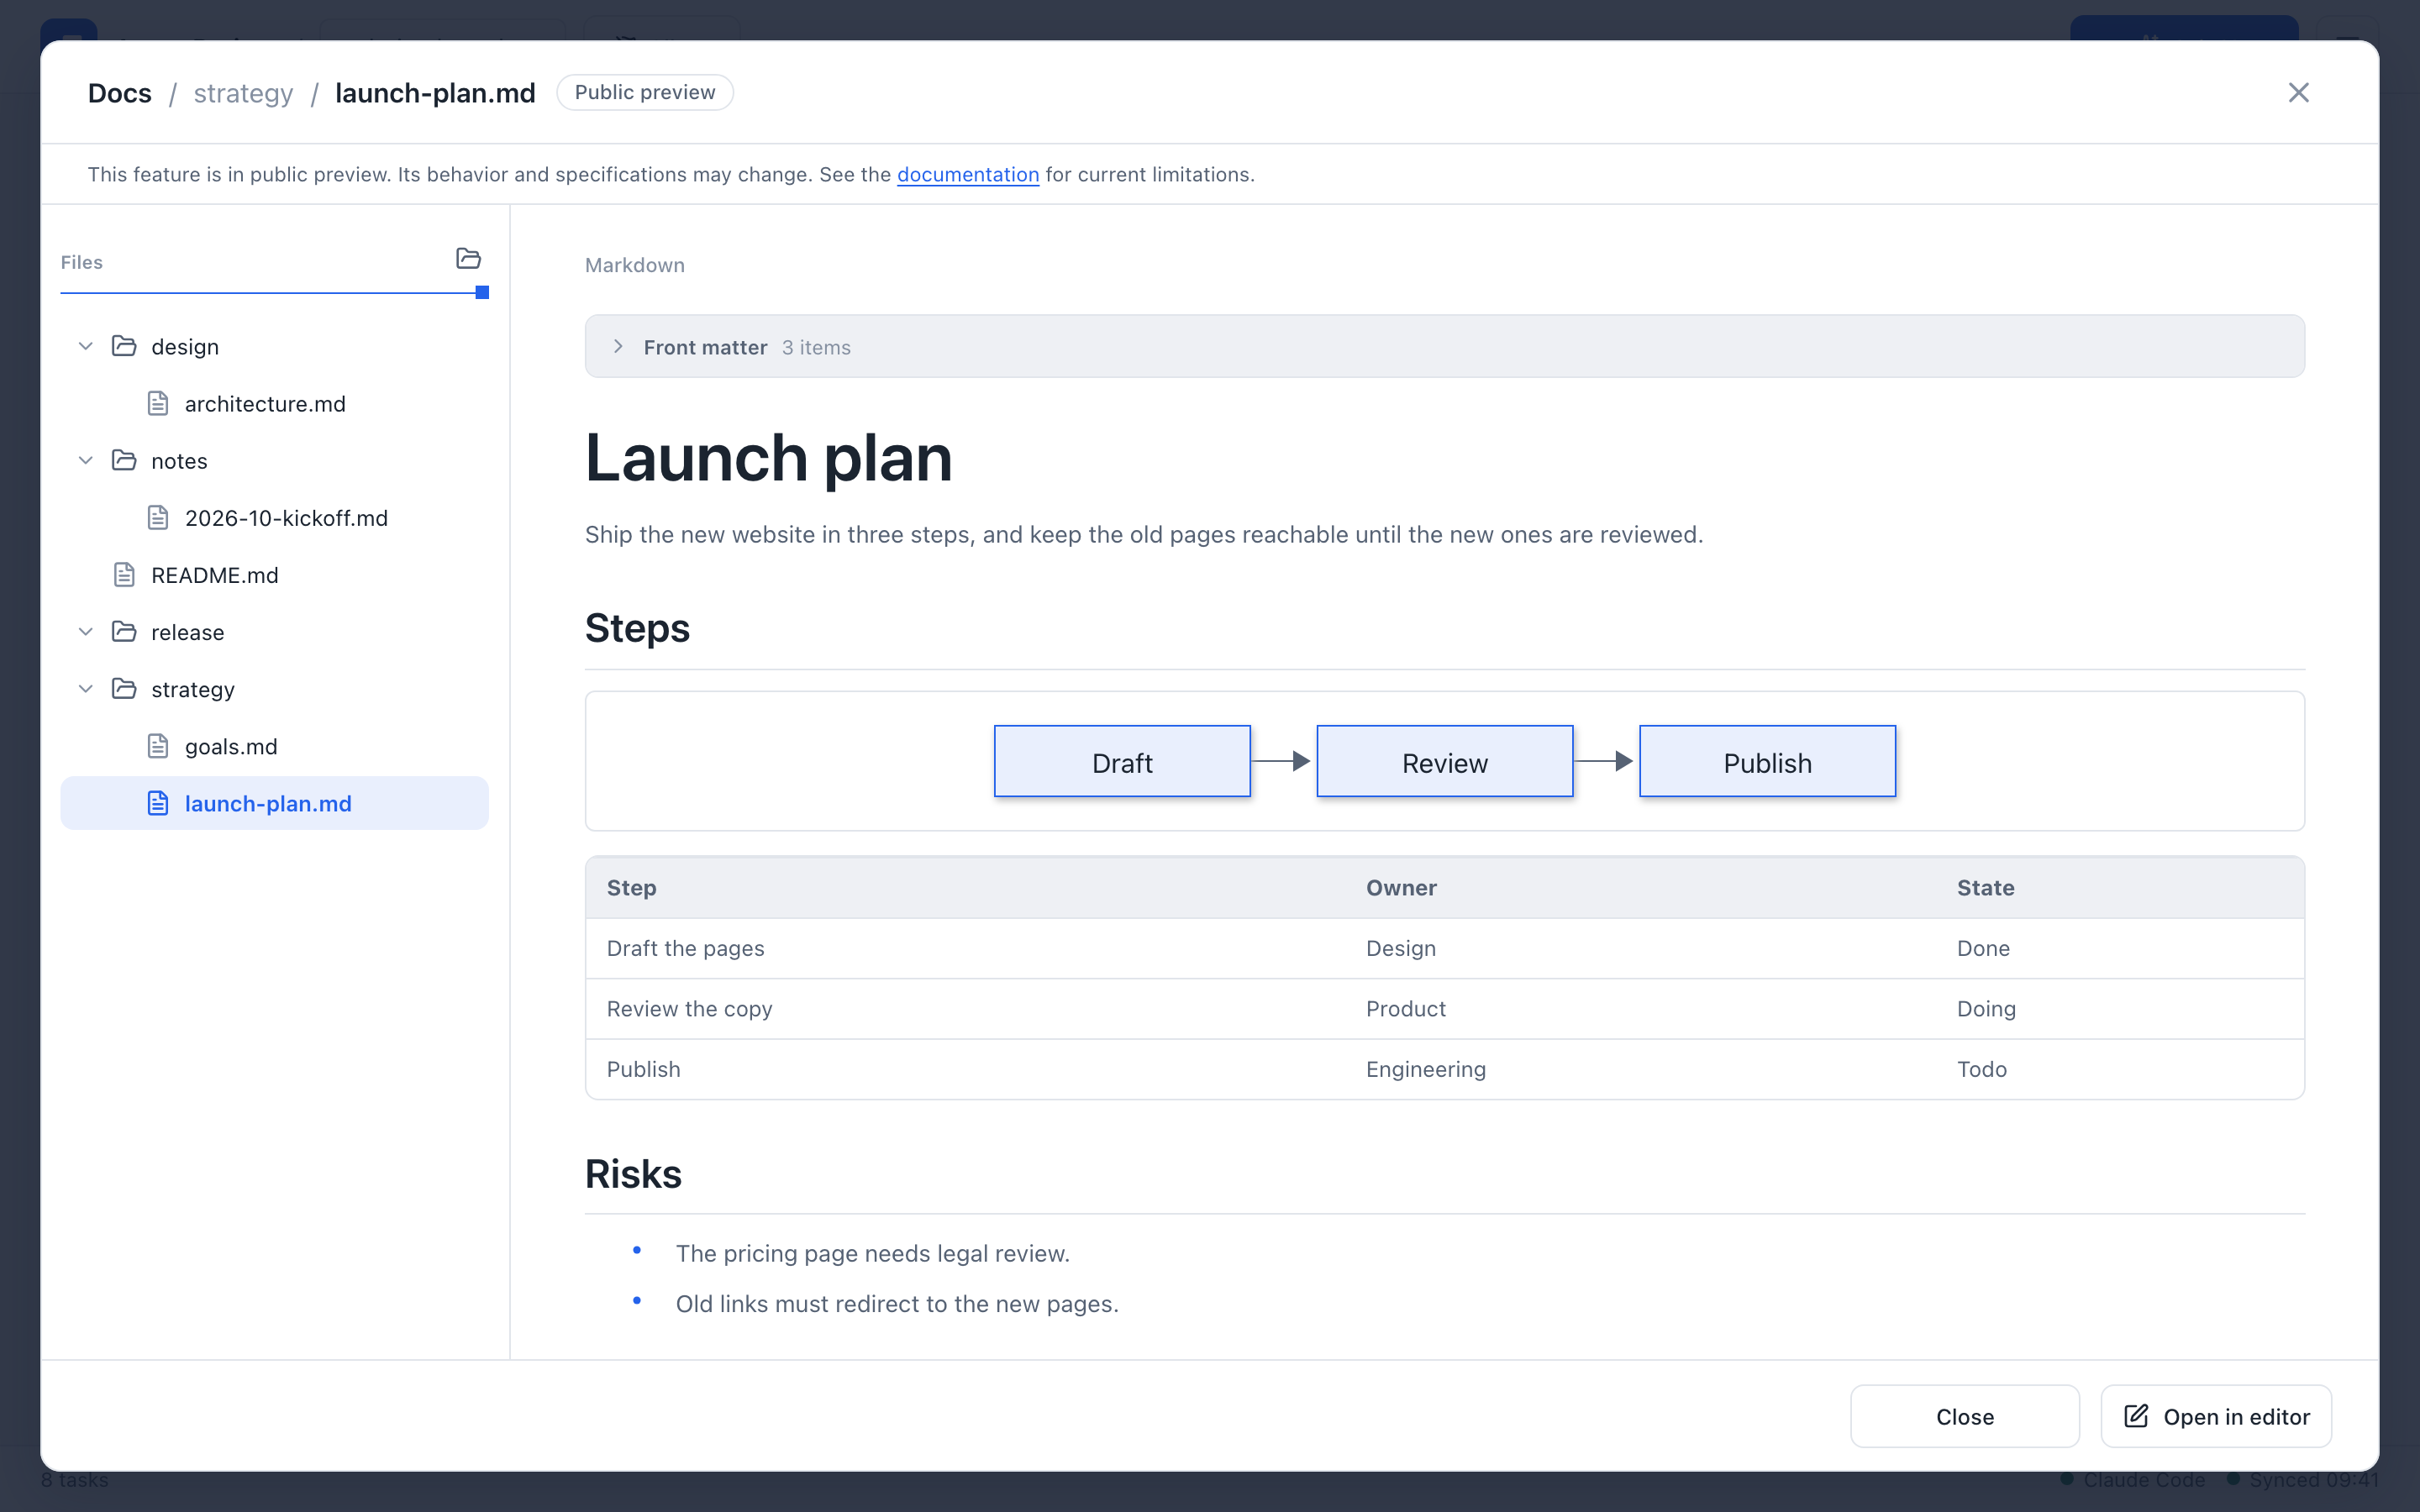 Docs / strategy / launch-plan.md Public preview
This feature is in public preview. Its behavior and specifications may change. See the documentation for current limitations.
Files
design
architecture.md
notes
2026-10-kickoff.md
README.md
release
strategy
goals.md
launch-plan.md
Markdown
Front matter 3 items
Launch plan
Ship the new website in three steps, and keep the old pages reachable until the new ones are reviewed.
Steps
Draft Review Publish
Step Owner State
Draft the pages Design Done
Review the copy Product Doing
Publish Engineering Todo
Risks
The pricing page needs legal review.
Old links must redirect to the new pages.
Close Open in editor
8 tasks Claude Code Synced 09:41